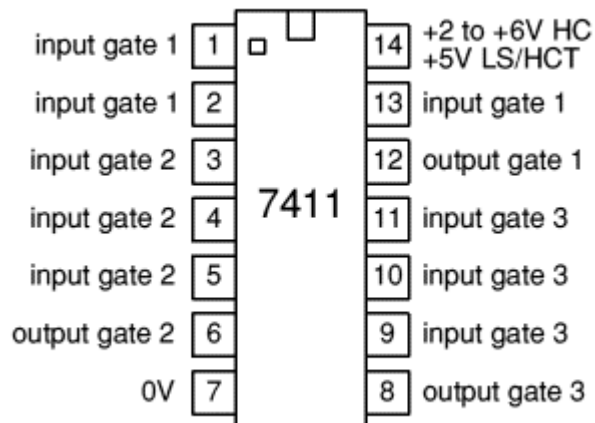 input gate 1 1 14 +2 to +6V HC
+5V LS/HCT
input gate 1 2 13 input gate 1
input gate 2 3 12 output gate 1
7411
input gate 2 4 11 input gate 3
input gate 2 5 10 input gate 3
output gate 2 6 9 input gate 3
0V 7 8 output gate 3